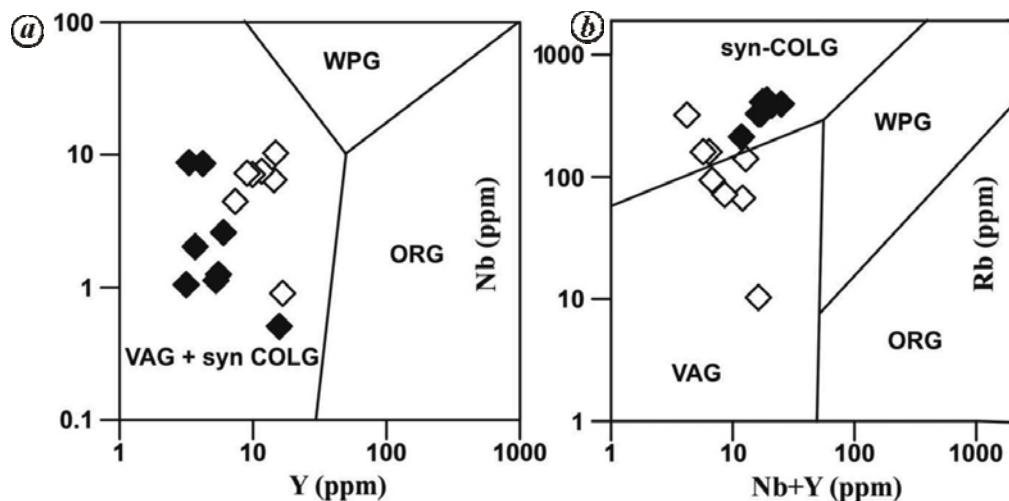 a
100
10
1
0.1
Nb (ppm)
WPG
ORG
VAG + syn COLG
1
10
100
1000
Y (ppm)
b
1000
100
10
1
Rb (ppm)
syn-COLG
WPG
ORG
VAG
1
10
100
1000
Nb+Y (ppm)